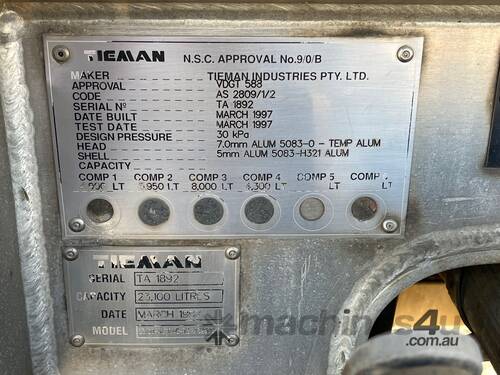 TIEMAN N.S.C. APPROVAL No.9/0/B
MAKER TIEMAN INDUSTRIES PTY. LTD.
APPROVAL VDGT 588
CODE AS 2809/1/2
SERIAL Nº TA 1892
DATE BUILT MARCH 1997
TEST DATE MARCH 1997
DESIGN PRESSURE 30 kPa
HEAD 7.0mm ALUM 5083-0 - TEMP ALUM
SHELL 5mm ALUM 5083-H321 ALUM
CAPACITY
COMP 1 COMP 2 COMP 3 COMP 4 COMP 5 COMP
LT 5950 LT 8,000 LT 4,300 LT LT LT
TIEMAN
SERIAL TA 1892
CAPACITY 23,100 LITRES
DATE MARCH
MODEL
machines4u
.com.au